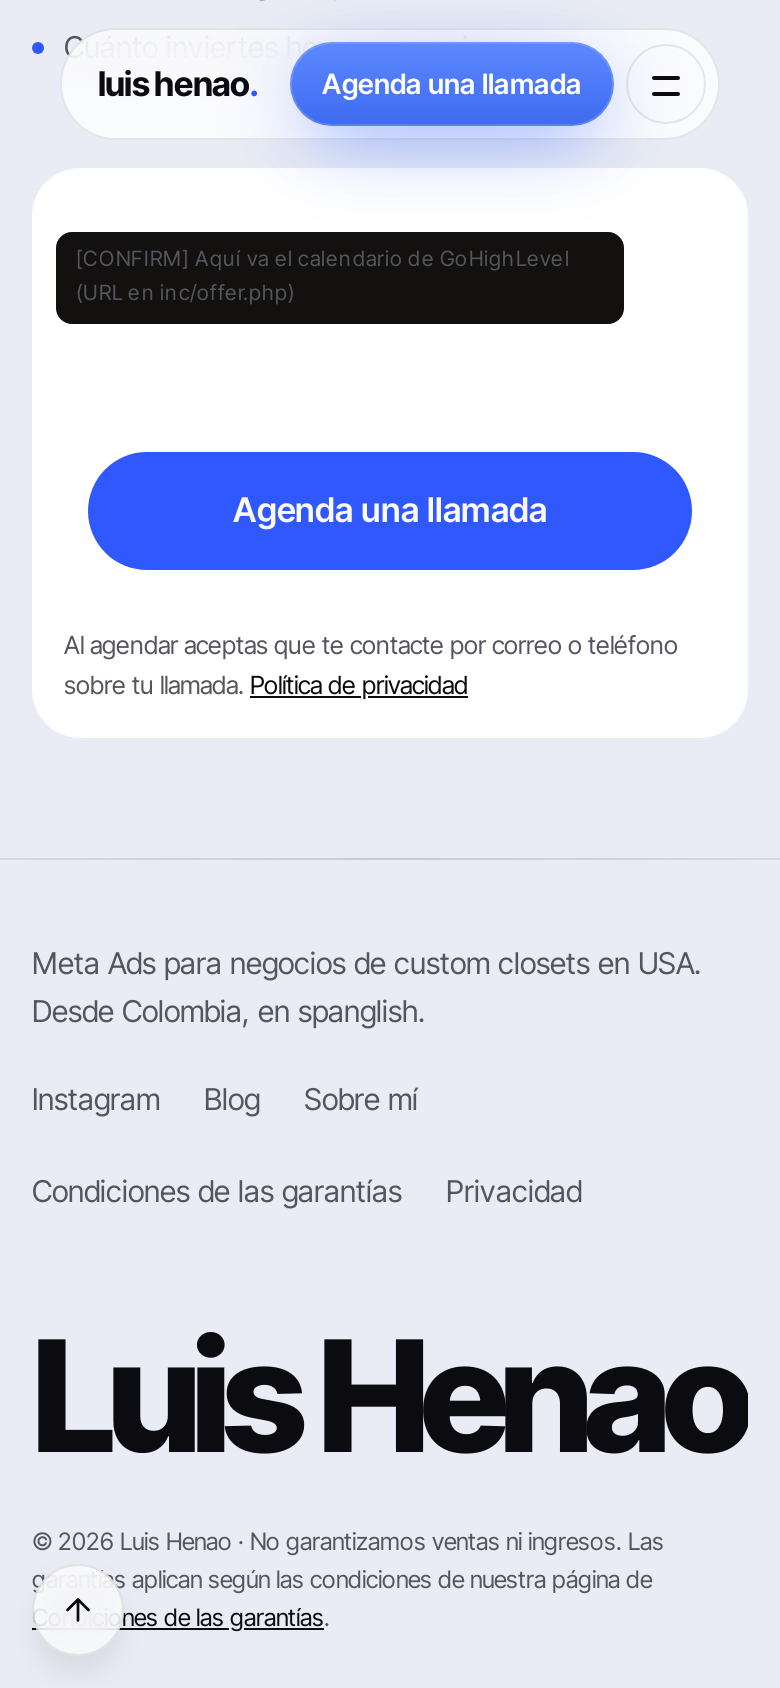 Cuánto inviertes
luis henao.
Agenda una llamada
[CONFIRM] Aquí va el calendario de GoHighLevel
(URL en inc/offer.php)
Agenda una llamada
Al agendar aceptas que te contacte por correo o teléfono
sobre tu llamada. Política de privacidad
Meta Ads para negocios de custom closets en USA.
Desde Colombia, en spanglish.
Instagram Blog Sobre mí
Condiciones de las garantías Privacidad
Luis Henao
© 2026 Luis Henao · No garantizamos ventas ni ingresos. Las
garantías aplican según las condiciones de nuestra página de
Condiciones de las garantías.